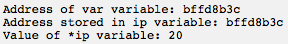 Address of var variable: bffd8b3c
Address stored in ip variable: bffd8b3c
Value of *ip variable: 20